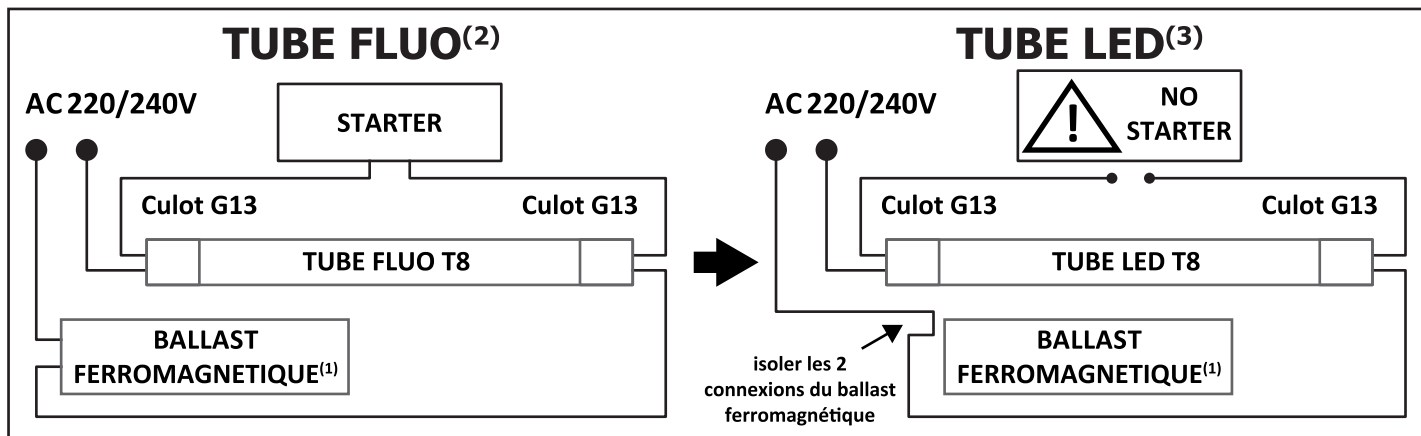 TUBE FLUO(2)
AC 220/240V
STARTER
Culot G13
Culot G13
TUBE FLUO T8
BALLAST
FERROMAGNETIQUE(1)
TUBE LED(3)
AC 220/240V
NO
STARTER
Culot G13
Culot G13
TUBE LED T8
isoler les 2
connexions du ballast
ferromagnétique
BALLAST
FERROMAGNETIQUE(1)